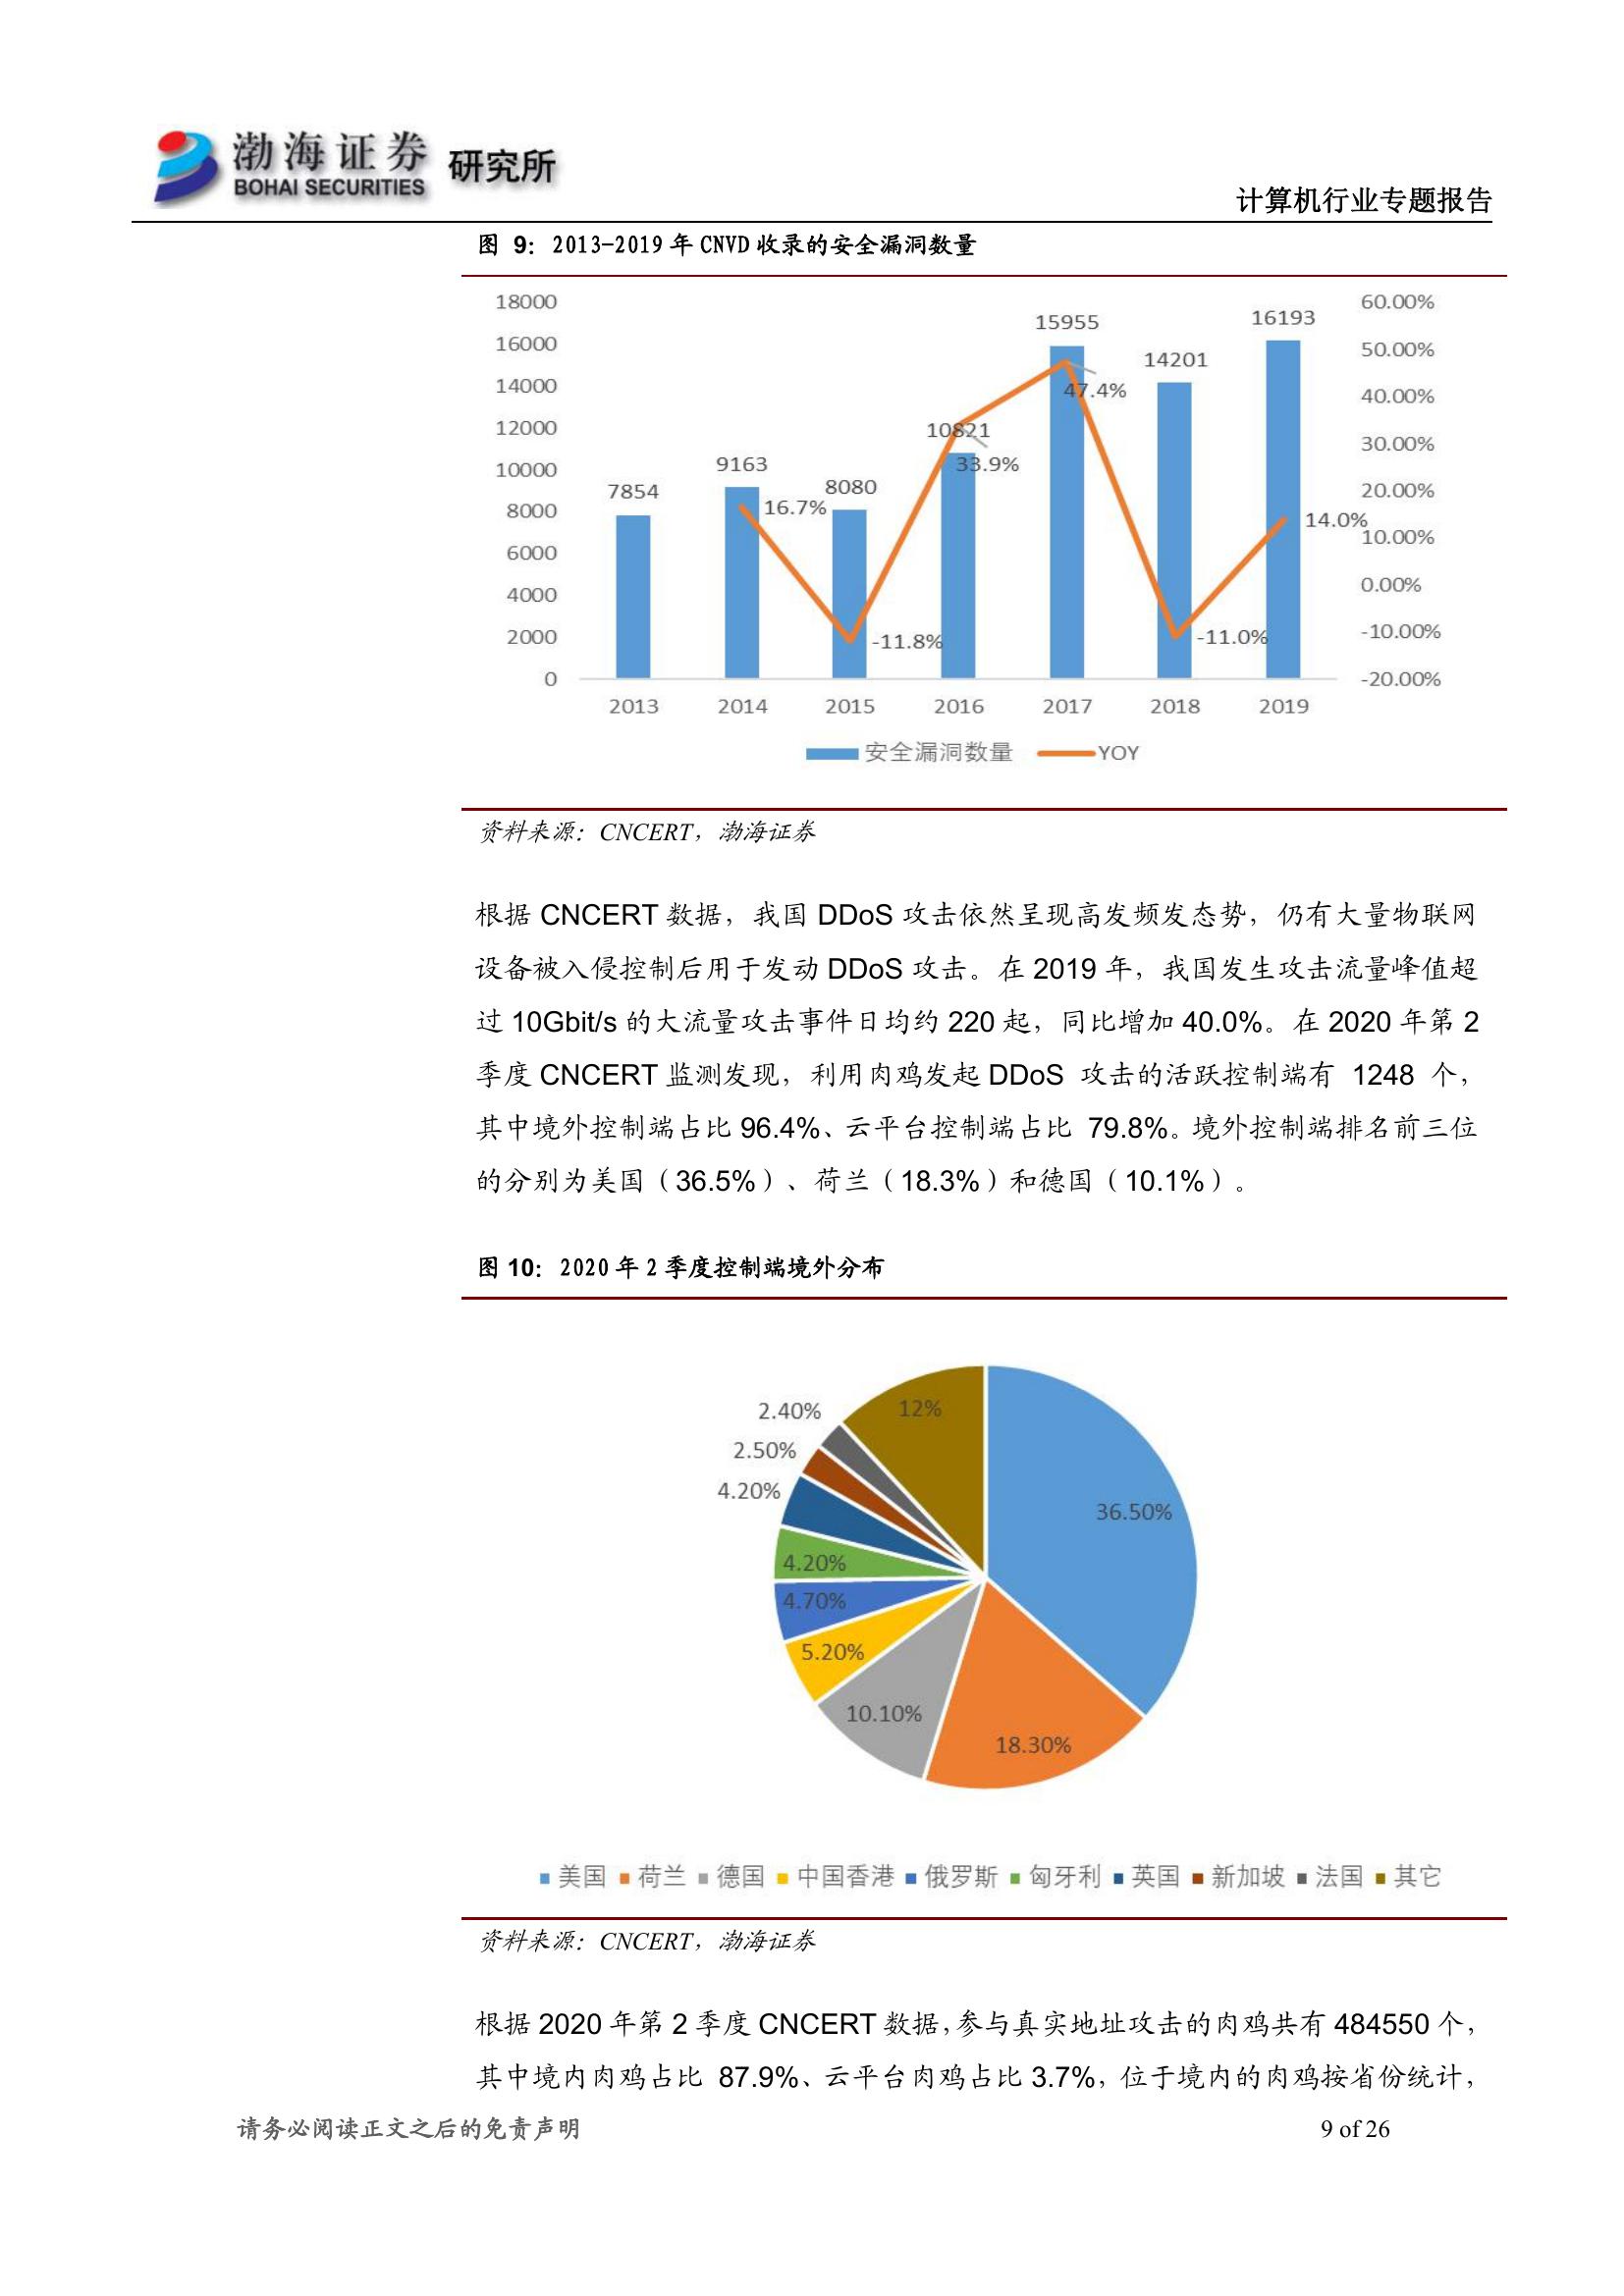 渤海证券 研究所
BOHAI SECURITIES
计算机行业专题报告
图 9：2013-2019 年 CNVD 收录的安全漏洞数量
18000
16000
14000
12000
10000
8000
6000
4000
2000
0
60.00%
50.00%
40.00%
30.00%
20.00%
10.00%
0.00%
-10.00%
-20.00%
7854
9163
8080
10821
15955
14201
16193
16.7%
-11.8%
33.9%
47.4%
-11.0%
14.0%
2013 2014 2015 2016 2017 2018 2019
安全漏洞数量 YOY
资料来源：CNCERT，渤海证券
根据 CNCERT 数据，我国 DDoS 攻击依然呈现高发频发态势，仍有大量物联网
设备被入侵控制后用于发动 DDoS 攻击。在 2019 年，我国发生攻击流量峰值超
过 10Gbit/s 的大流量攻击事件日均约 220 起，同比增加 40.0%。在 2020 年第 2
季度 CNCERT 监测发现，利用肉鸡发起 DDoS 攻击的活跃控制端有 1248 个，
其中境外控制端占比 96.4%、云平台控制端占比 79.8%。境外控制端排名前三位
的分别为美国（36.5%）、荷兰（18.3%）和德国（10.1%）。
图 10：2020 年 2 季度控制端境外分布
36.50%
18.30%
10.10%
5.20%
4.70%
4.20%
4.20%
2.50%
2.40%
12%
美国 荷兰 德国 中国香港 俄罗斯 匈牙利 英国 新加坡 法国 其它
资料来源：CNCERT，渤海证券
根据 2020 年第 2 季度 CNCERT 数据，参与真实地址攻击的肉鸡共有 484550 个，
其中境内肉鸡占比 87.9%、云平台肉鸡占比 3.7%，位于境内的肉鸡按省份统计，
请务必阅读正文之后的免责声明
9 of 26